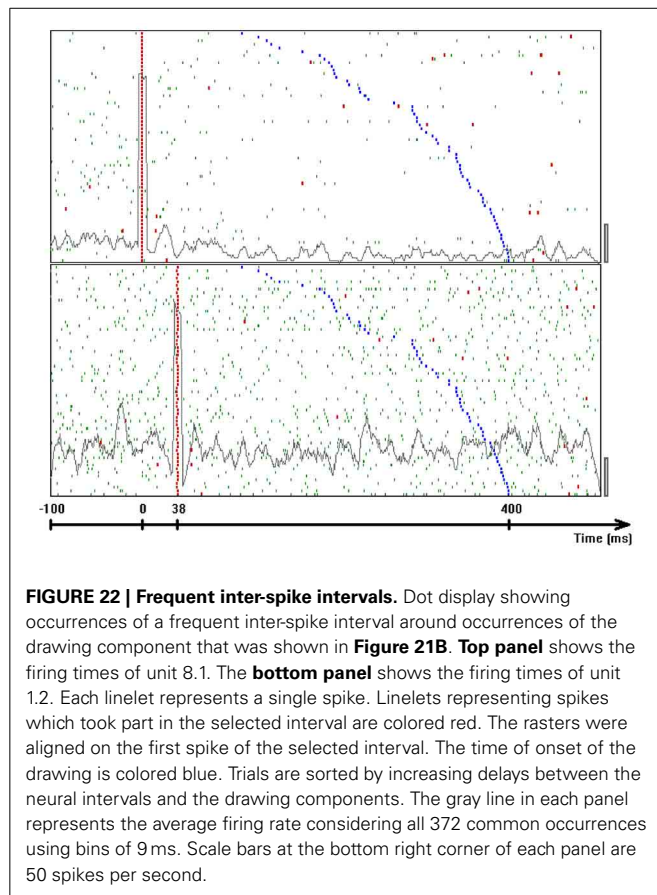 -100 0 38 400
Time (ms)
FIGURE 22 | Frequent inter-spike intervals. Dot display showing
occurrences of a frequent inter-spike interval around occurrences of the
drawing component that was shown in Figure 21B. Top panel shows the
firing times of unit 8.1. The bottom panel shows the firing times of unit
1.2. Each linelet represents a single spike. Linelets representing spikes
which took part in the selected interval are colored red. The rasters were
aligned on the first spike of the selected interval. The time of onset of the
drawing is colored blue. Trials are sorted by increasing delays between the
neural intervals and the drawing components. The gray line in each panel
represents the average firing rate considering all 372 common occurrences
using bins of 9 ms. Scale bars at the bottom right corner of each panel are
50 spikes per second.